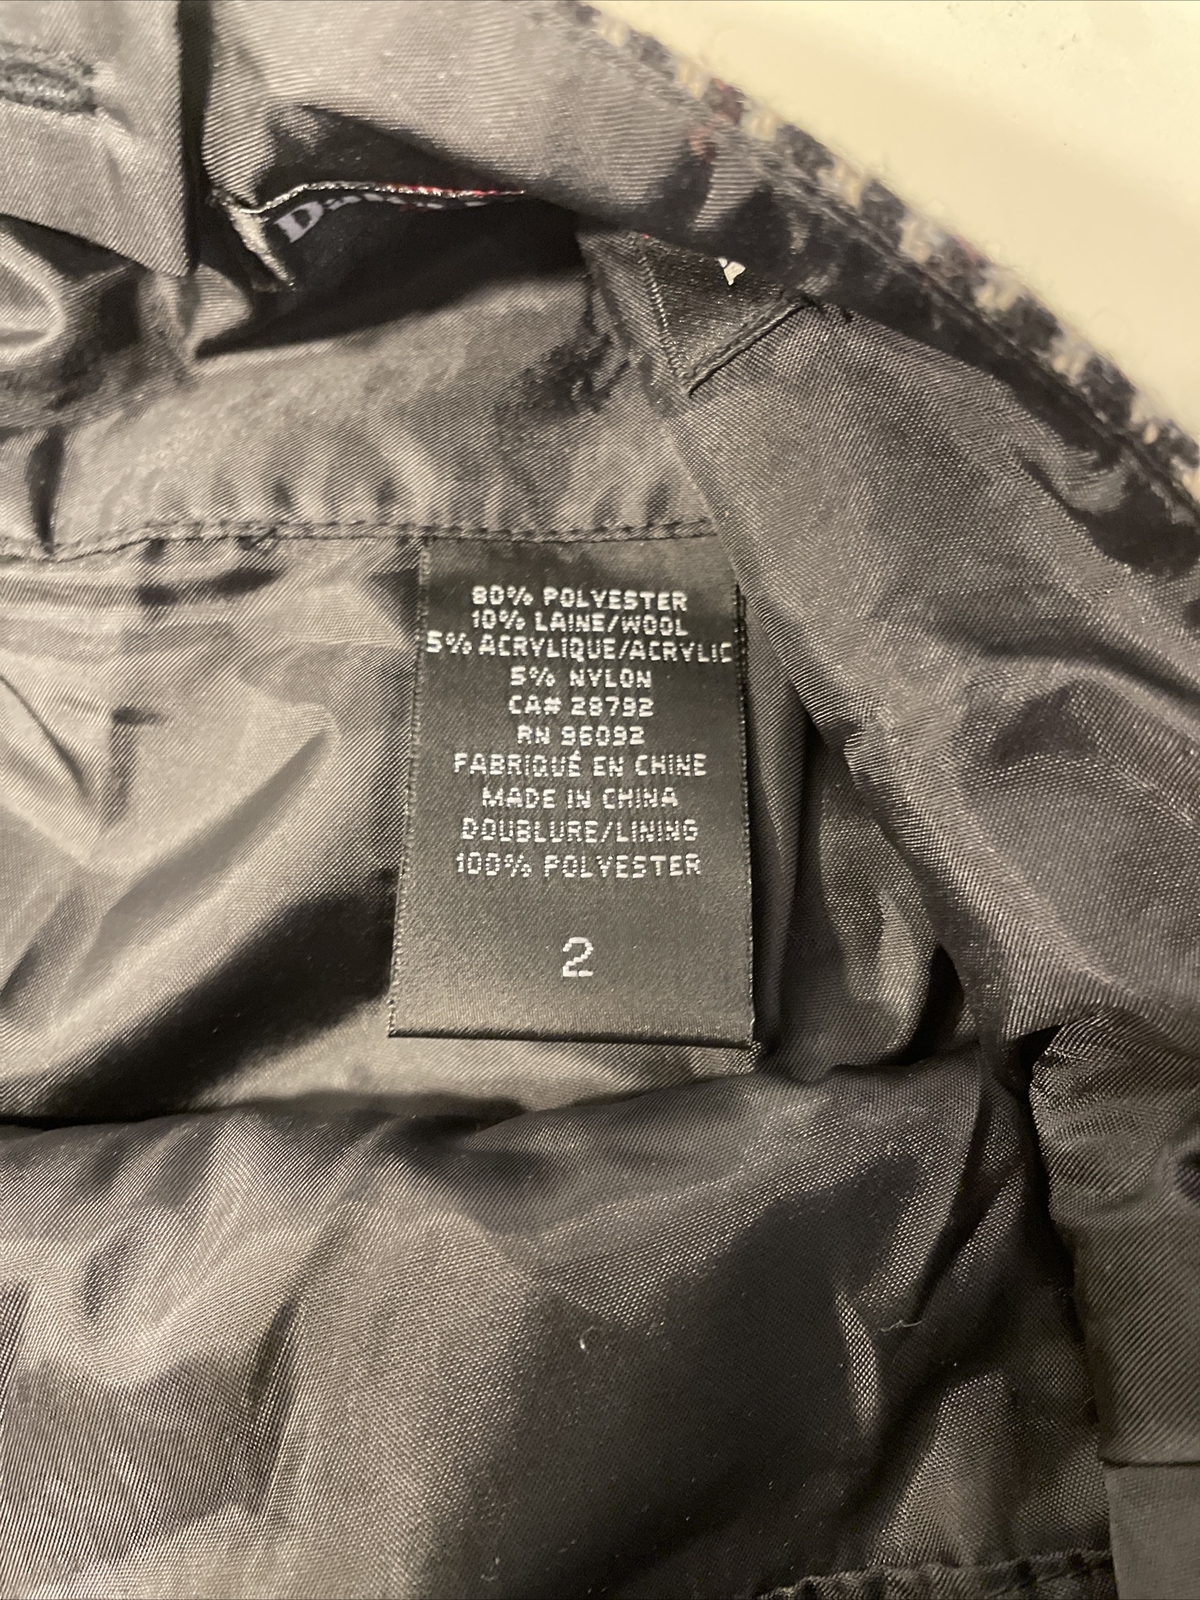 80% POLYESTER
10% LAINE/WOOL
5% ACRYLIQUE/ACRYLIC
5% NYLON
CA# 28792
RN 96092
FABRIQUÉ EN CHINE
MADE IN CHINA
DOUBLURE/LINING
100% POLYESTER
2